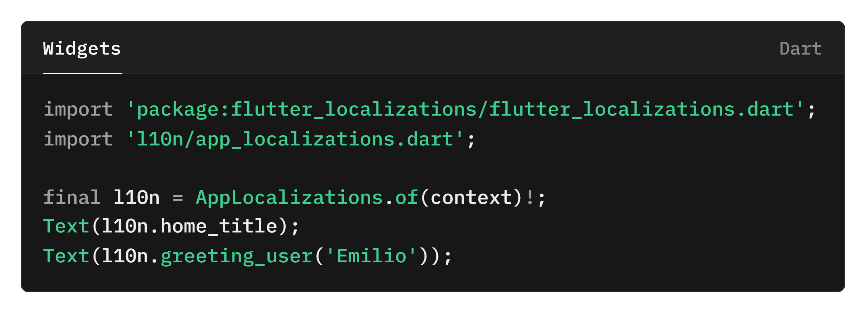 Widgets Dart
import 'package:flutter_localizations/flutter_localizations.dart';
import 'l10n/app_localizations.dart';
final l10n = AppLocalizations.of(context)!;
Text(l10n.home_title);
Text(l10n.greeting_user('Emilio'));